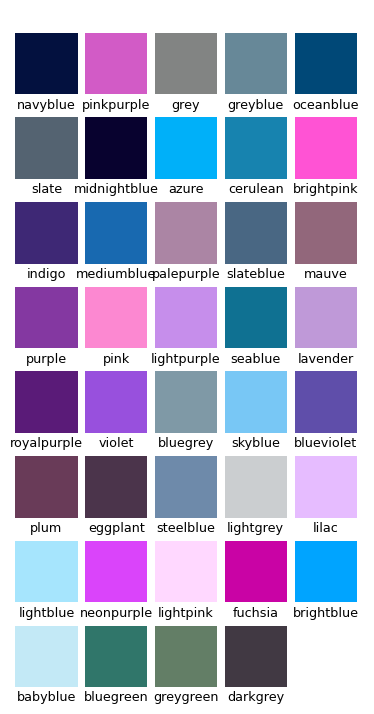 navyblue pinkpurple grey greyblue oceanblue
slate midnightblue azure cerulean brightpink
indigo mediumblue palepurple slateblue mauve
purple pink lightpurple seablue lavender
royalpurple violet bluegrey skyblue blueviolet
plum eggplant steelblue lightgrey lilac
lightblue neonpurple lightpink fuchsia brightblue
babyblue bluegreen greygreen darkgrey